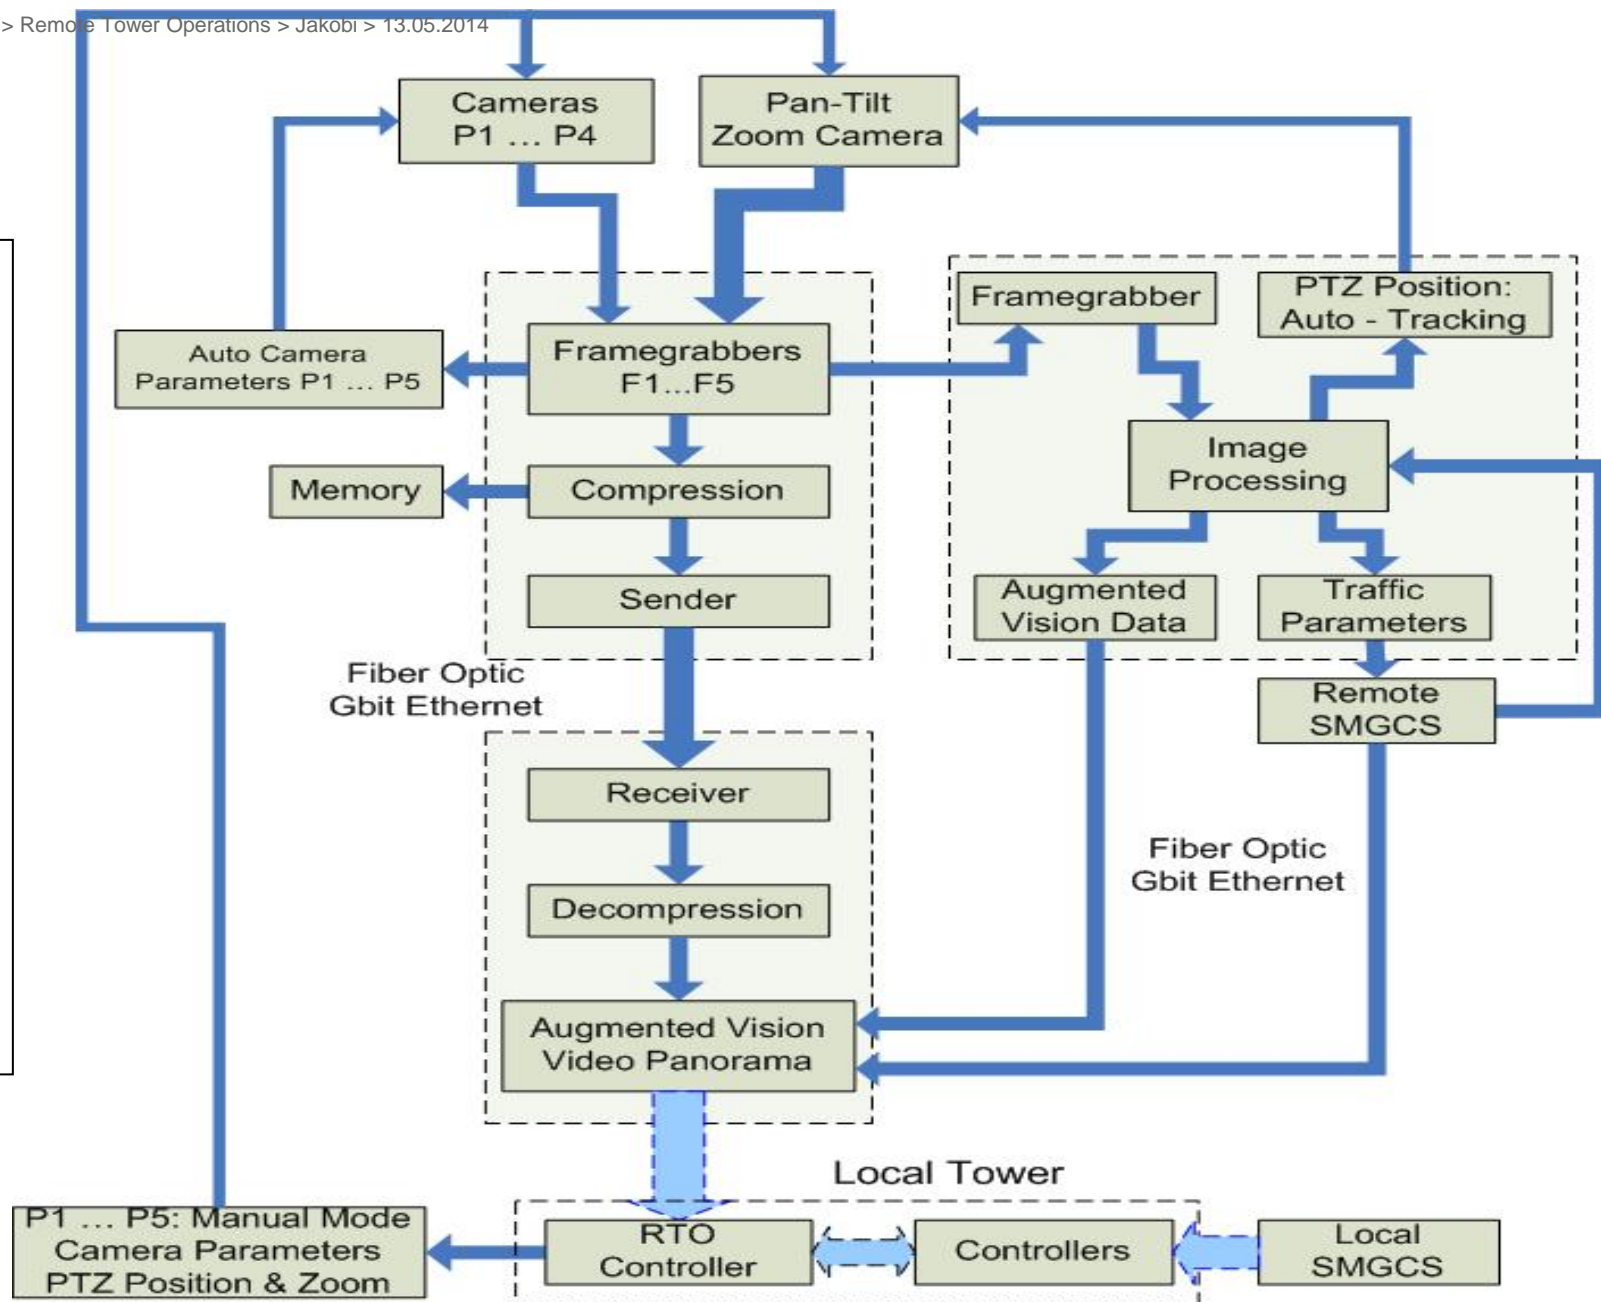 > Remote Tower Operations > Jakobi > 13.05.2014
Cameras
P1 ... P4
Pan-Tilt
Zoom Camera
Framegrabber
PTZ Position:
Auto - Tracking
Auto Camera
Parameters P1 ... P5
Framegrabbers
F1...F5
Image
Processing
Memory
Compression
Sender
Augmented
Vision Data
Traffic
Parameters
Fiber Optic
Gbit Ethernet
Remote
SMGCS
Receiver
Fiber Optic
Gbit Ethernet
Decompression
Augmented Vision
Video Panorama
Local Tower
P1 ... P5: Manual Mode
Camera Parameters
PTZ Position & Zoom
RTO
Controller
Controllers
Local
SMGCS